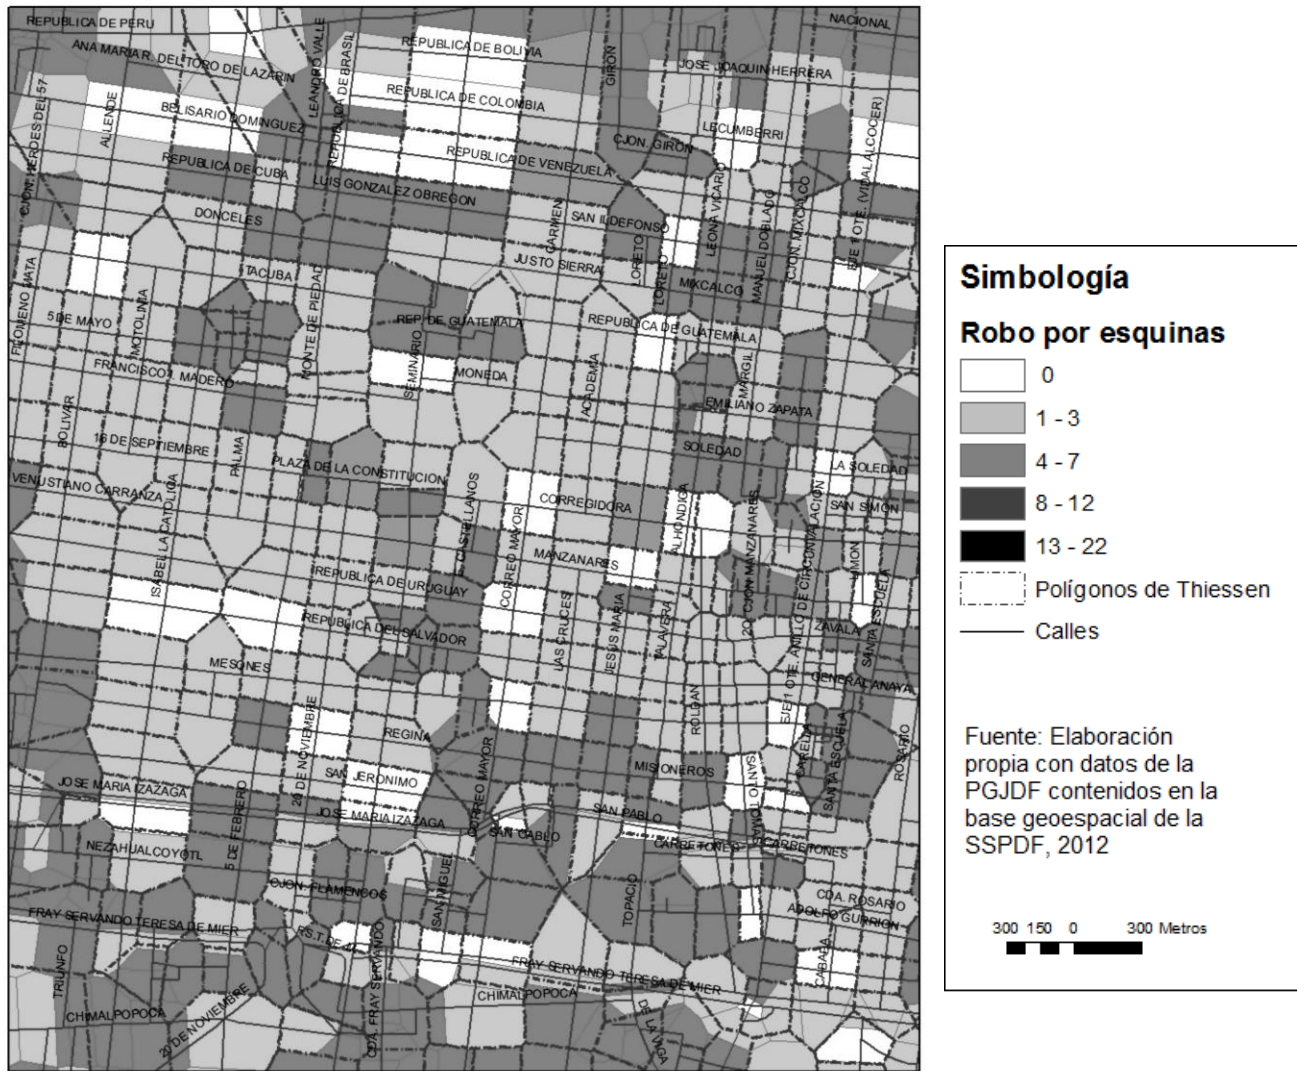 REPUBLICA DE PERU
NACIONAL
LEANDRO VALLE
REPUBLICA DE BRASIL
REPUBLICA DE BOLIVIA
GIRON
ANA MARIA R. DEL TORO DE LAZARIN
JOSE JOAQUIN HERRERA
CJON. HEROES DEL 57
ALLENDE
BELISARIO DOMINGUEZ
REPUBLICA DE COLOMBIA
LECUMBERRI
CJON. GIRON
EJE 1 OTE. (VIDAL ALCOCER)
REPUBLICA DE CUBA
REPUBLICA DE VENEZUELA
LUIS GONZALEZ OBREGON
LEONA VICARIO
MANUEL DOBLADO
CJON. MIXCALCO
DONCELES
CARMEN
SAN ILDEFONSO
LORETO
LORETO
JUSTO SIERRA
TACUBA
MIXCALCO
FILOMENO MATA
5 DE MAYO
MOTOLINIA
MONTE DE PIEDAD
REP. DE GUATEMALA
REPUBLICA DE GUATEMALA
FRANCISCO I. MADERO
SEMINARIO
MONEDA
ACADEMIA
MARGIL
EMILIANO ZAPATA
BOLIVAR
16 DE SEPTIEMBRE
PALMA
PLAZA DE LA CONSTITUCION
SOLEDAD
LA SOLEDAD
VENUSTIANO CARRANZA
ISABEL LA CATOLICA
CASTELLANOS
CORREO MAYOR
CORREGIDORA
ALHONDIGA
2O CJON MANZANARES
SAN SIMON
MANZANARES
LIMON
REPUBLICA DE URUGUAY
SANTA ESCUELA
REPUBLICA DEL SALVADOR
LAS CRUCES
JESUS MARIA
TALAVERA
EJE 1 OTE. ANILLO DE CIRCUNVALACION
ZAVALA
MESONES
GENERAL ANAYA
ROLDAN
20 DE NOVIEMBRE
REGINA
ROSARIO
SAN JERONIMO
CORREO MAYOR
MISIONEROS
SANTO TOMAS
SANTA ESCUELA
JOSE MARIA IZAZAGA
5 DE FEBRERO
JOSE MARIA IZAZAGA
SAN PABLO
NEZAHUALCOYOTL
CARRETONES
CARRETONES
CJON. FLAMENCOS
SAN MIGUEL
TOPACIO
CDA. ROSARIO
ADOLFO GURRION
FRAY SERVANDO TERESA DE MIER
TRIUNFO
CDA. FRAY SERVANDO
FRAY SERVANDO TERESA DE MIER
CHIMALPOPOCA
CHIMALPOPOCA
20 DE NOVIEMBRE
DE LA VIGA
Simbología
Robo por esquinas
0
1 - 3
4 - 7
8 - 12
13 - 22
Polígonos de Thiessen
Calles
Fuente: Elaboración
propia con datos de la
PGJDF contenidos en la
base geoespacial de la
SSPDF, 2012
300 150 0 300 Metros